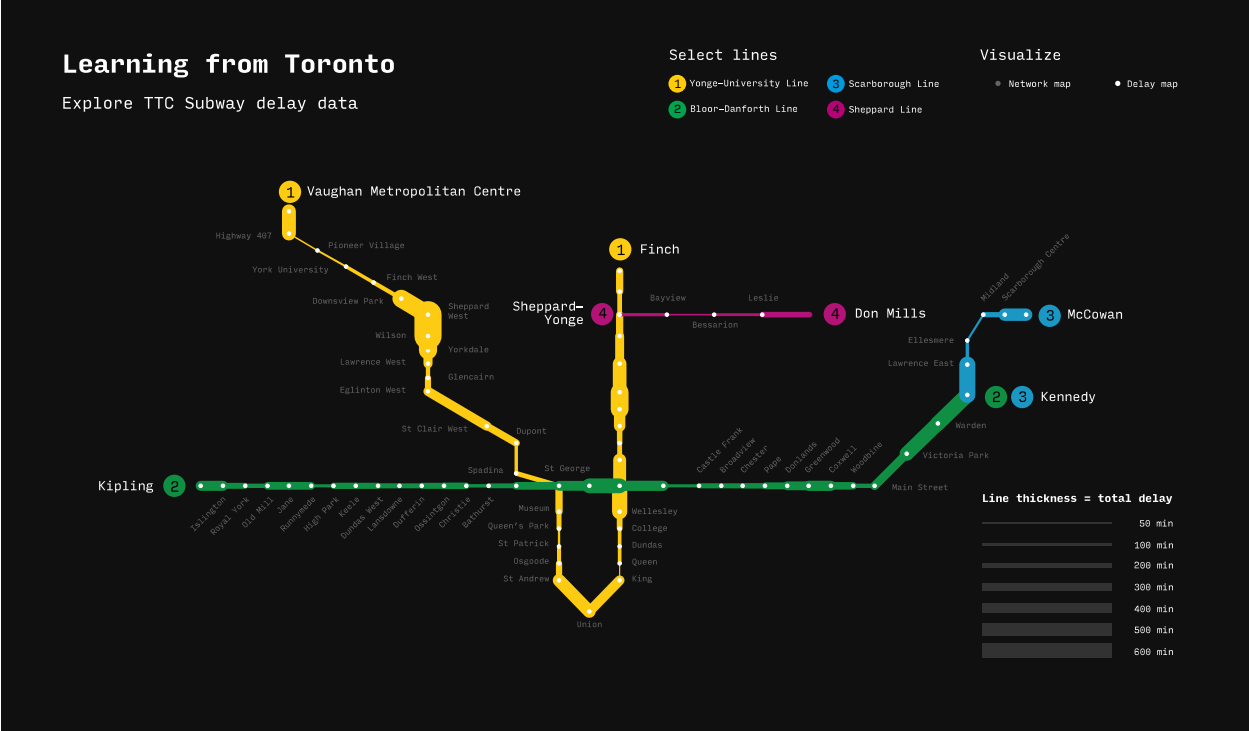 Learning from Toronto
Explore TTC Subway delay data
Select lines
1 Yonge–University Line
3 Scarborough Line
2 Bloor–Danforth Line
4 Sheppard Line
Visualize
Network map
Delay map
1 Vaughan Metropolitan Centre
Highway 407
Pioneer Village
York University
Finch West
Downsview Park
Sheppard
West
Wilson
Yorkdale
Lawrence West
Glencairn
Eglinton West
St Clair West
Dupont
Spadina
St George
1 Finch
Sheppard–
Yonge
4
Bayview
Bessarion
Leslie
4 Don Mills
Midland
Scarborough Centre
3 McCowan
Ellesmere
Lawrence East
2 3 Kennedy
Warden
Victoria Park
Main Street
Kipling 2
Islington
Royal York
Old Mill
Jane
Runnymede
High Park
Keele
Dundas West
Lansdowne
Dufferin
Ossintgon
Christie
Bathurst
Castle Frank
Broadview
Chester
Pape
Donlands
Greenwood
Coxwell
Woodbine
Museum
Queen's Park
St Patrick
Osgoode
St Andrew
Union
Wellesley
College
Dundas
Queen
King
Line thickness = total delay
50 min
100 min
200 min
300 min
400 min
500 min
600 min